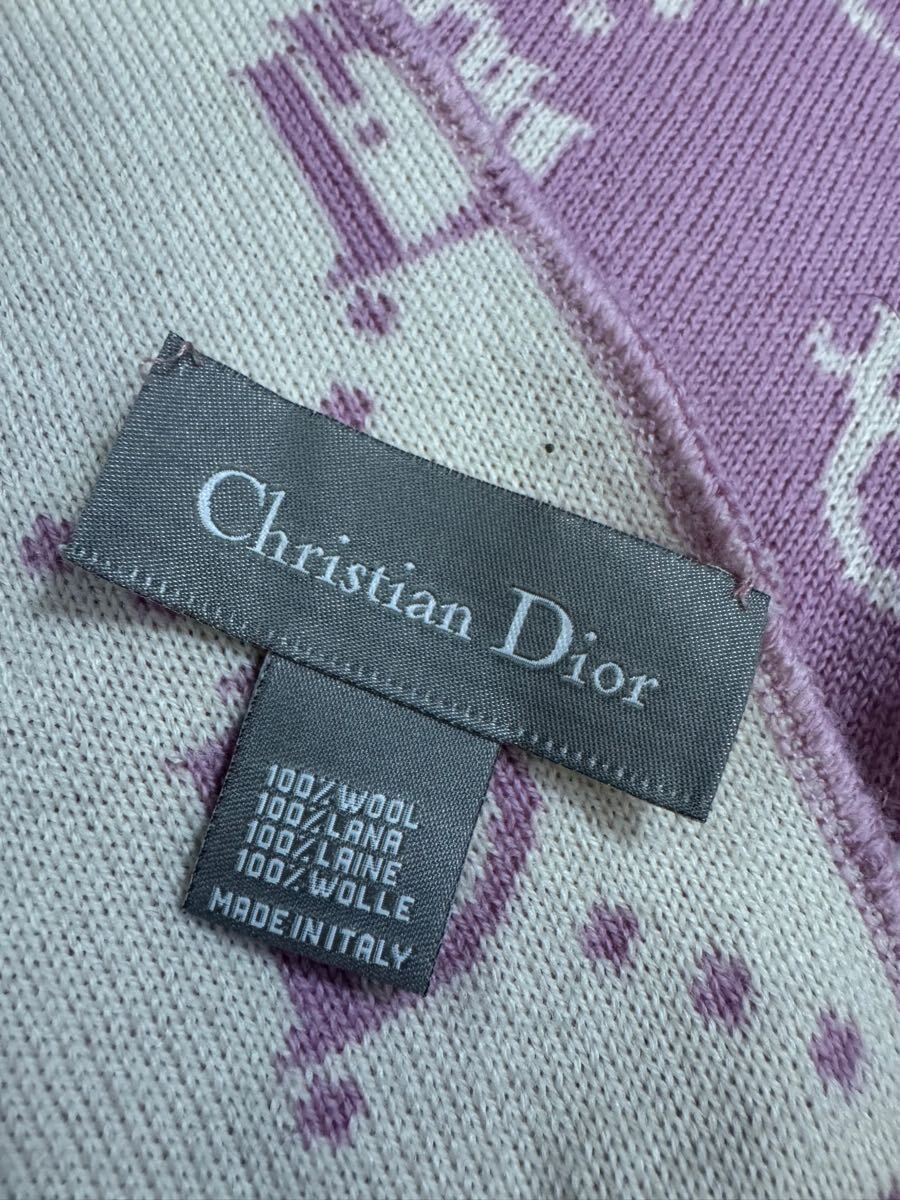 Christian Dior
100%WOOL
100%LANA
100%LAINE
100%WOLLE
MADE IN ITALY